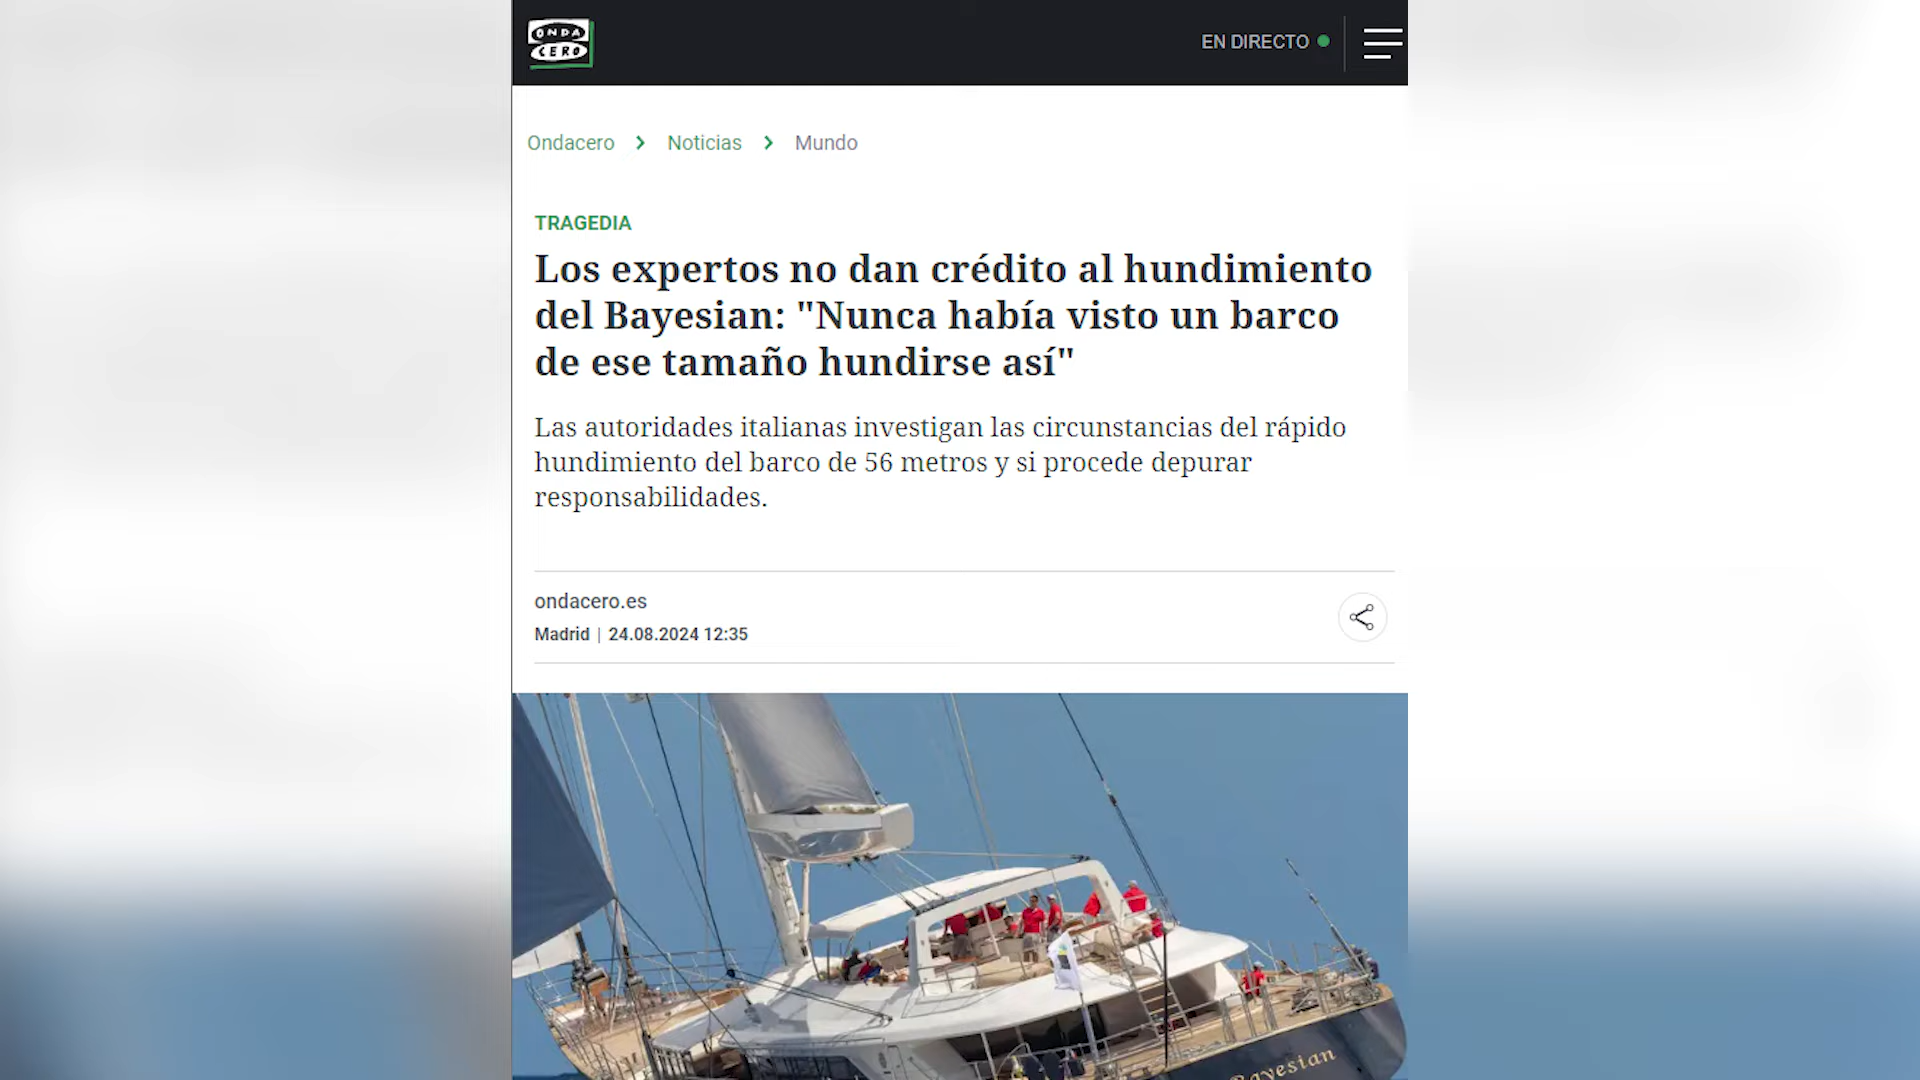 ONDA
CERO
EN DIRECTO
Ondacero > Noticias > Mundo
TRAGEDIA
Los expertos no dan crédito al hundimiento
del Bayesian: "Nunca había visto un barco
de ese tamaño hundirse así"
Las autoridades italianas investigan las circunstancias del rápido
hundimiento del barco de 56 metros y si procede depurar
responsabilidades.
ondacero.es
Madrid | 24.08.2024 12:35
Bayesian